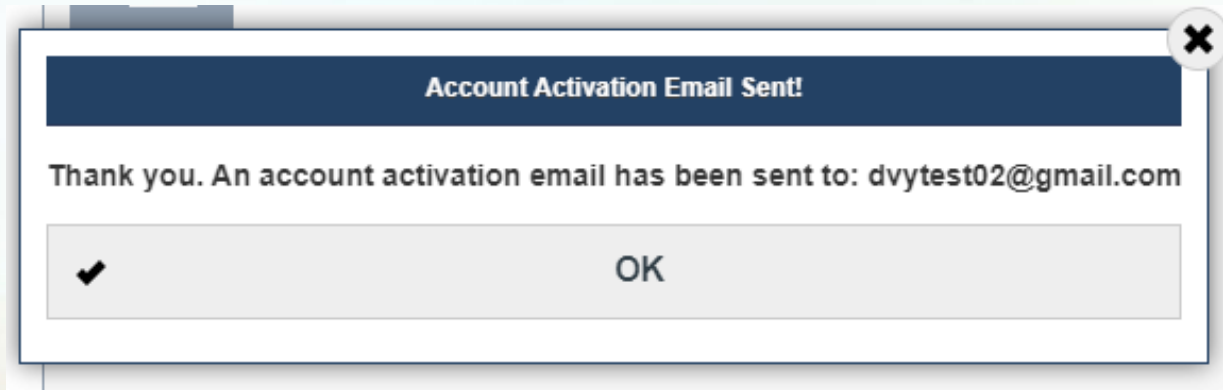 Account Activation Email Sent!
Thank you. An account activation email has been sent to: dvytest02@gmail.com
OK